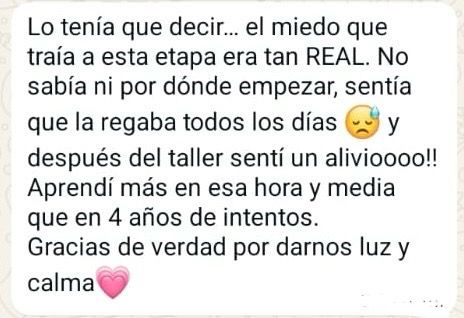 Lo tenía que decir... el miedo que
traía a esta etapa era tan REAL. No
sabía ni por dónde empezar, sentía
que la regaba todos los días 😓 y
después del taller sentí un alivioooo!!
Aprendí más en esa hora y media
que en 4 años de intentos.
Gracias de verdad por darnos luz y
calma💗